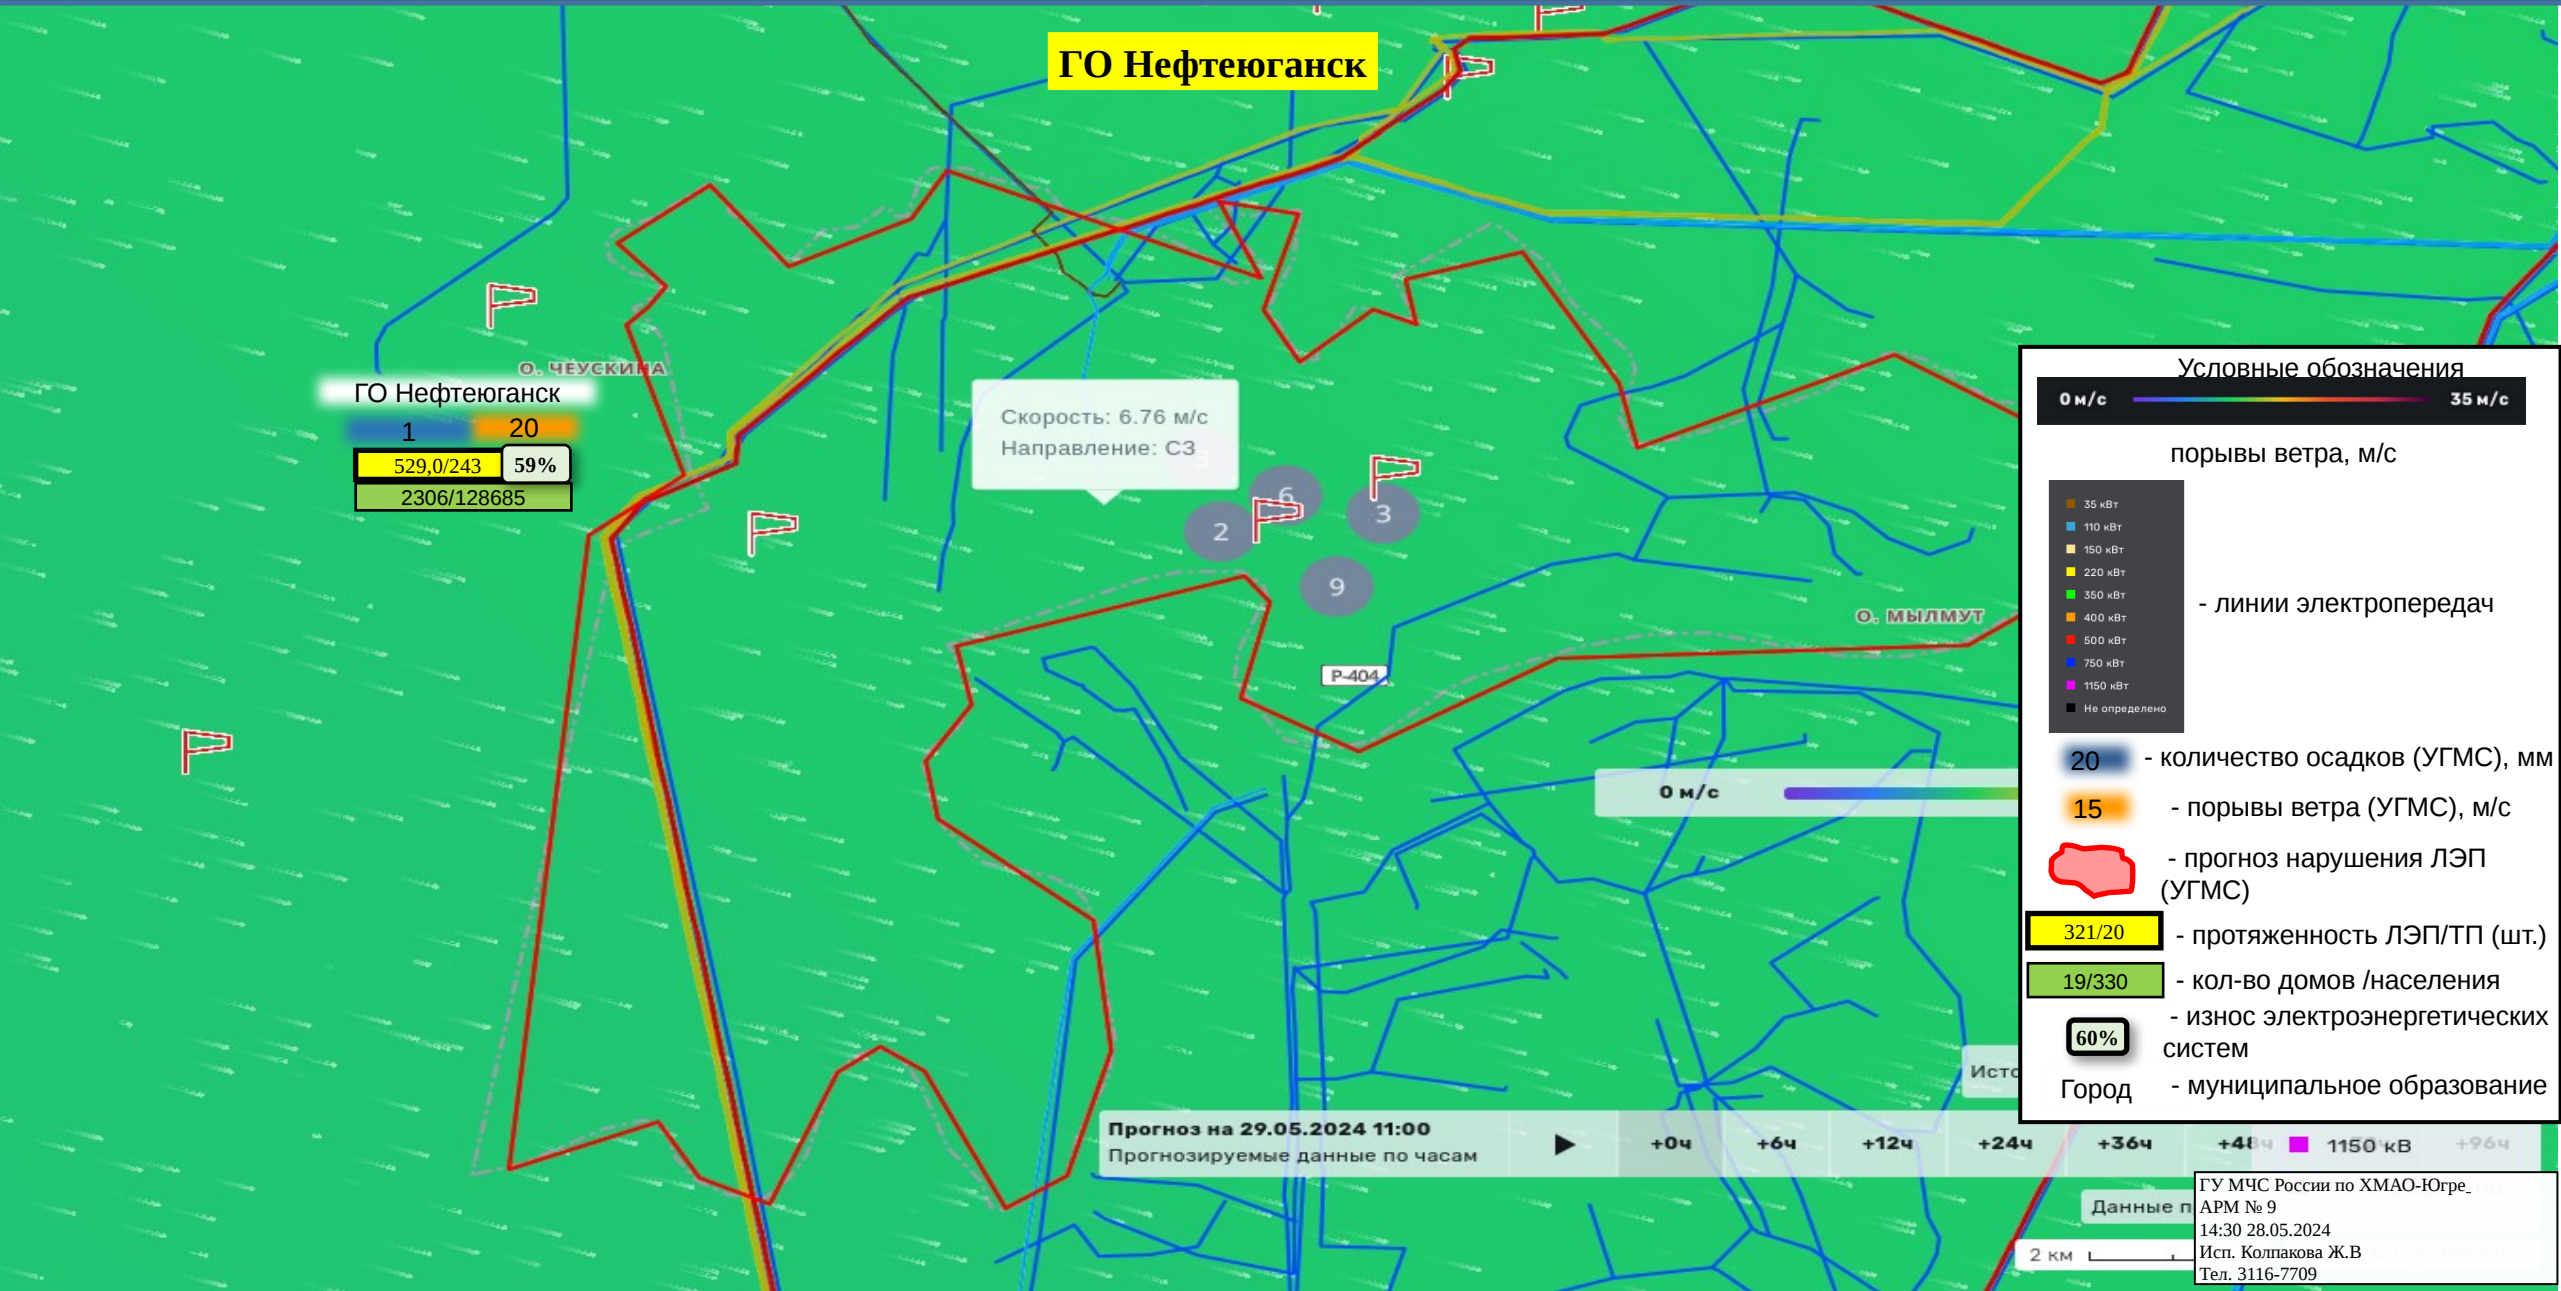 ГО Нефтеюганск
О. ЧЕУСКИНА
ГО Нефтеюганск
1
20
529,0/243
59%
2306/128685
Скорость: 6.76 м/с
Направление: СЗ
3
6
2
3
9
О. МЫЛМУТ
Р-404
0 м/с
Прогноз на 29.05.2024 11:00
Прогнозируемые данные по часам
+0ч
+6ч
+12ч
+24ч
+36ч
1150 кВ
+96ч
2 км
Условные обозначения
0 м/с
35 м/с
порывы ветра, м/с
35 кВт
110 кВт
150 кВт
220 кВт
350 кВт
400 кВт
500 кВт
750 кВт
1150 кВт
Не определено
- линии электропередач
20 - количество осадков (УГМС), мм
15 - порывы ветра (УГМС), м/с
- прогноз нарушения ЛЭП
(УГМС)
321/20 - протяженность ЛЭП/ТП (шт.)
19/330 - кол-во домов /населения
60% - износ электроэнергетических
систем
Город - муниципальное образование
Данные
ГУ МЧС России по ХМАО-Югре
АРМ № 9
14:30 28.05.2024
Исп. Колпакова Ж.В
Тел. 3116-7709